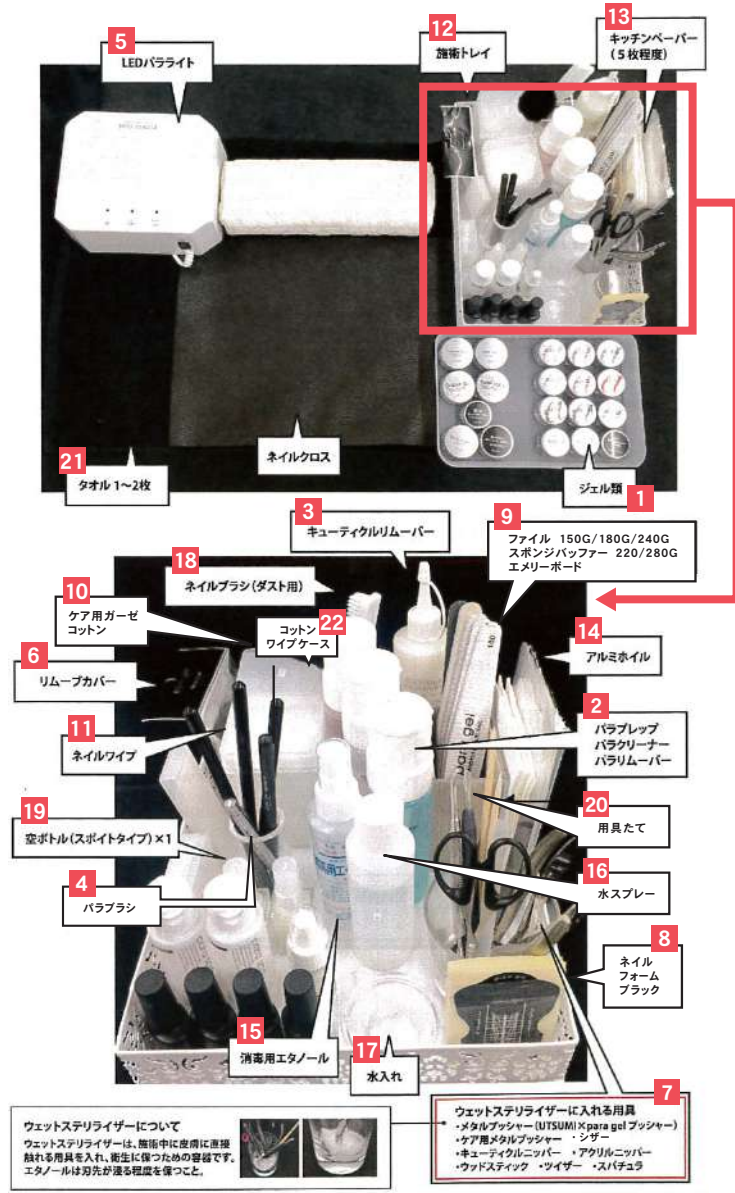 5
LEDパラライト
12
施術トレイ
13
キッチンペーパー
(5枚程度)
21
タオル1〜2枚
ネイルクロス
ジェル類
1
3
キューティクルリムーバー
9
ファイル 150G/180G/240G
スポンジバッファー 220/280G
エメリーボード
18
ネイルブラシ(ダスト用)
10
ケア用ガーゼ
コットン
22
コットン
ワイプケース
14
アルミホイル
6
リムーブカバー
2
パラプレップ
パラクリーナー
パラリムーバー
11
ネイルワイプ
para gel
20
用具たて
19
空ボトル(スポイトタイプ)×1
16
水スプレー
4
パラブラシ
8
ネイル
フォーム
ブラック
15
消毒用エタノール
17
水入れ
7
ウェットステリライザーに入れる用具
・メタルプッシャー(UTSUMI×para gel プッシャー)
・ケア用メタルプッシャー ・シザー
・キューティクルニッパー ・アクリルニッパー
・ウッドスティック ・ツイザー ・スパチュラ
ウェットステリライザーについて
ウェットステリライザーは、施術中に皮膚に直接
触れる用具を入れ、衛生に保つための容器です。
エタノールは刃先が浸る程度を保つこと。